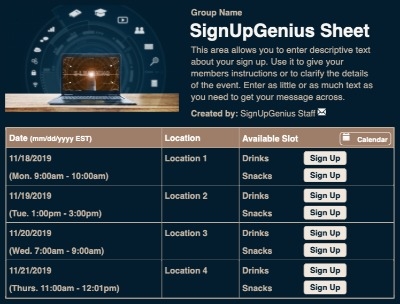 Group Name
SignUpGenius Sheet
This area allows you to enter descriptive text
about your sign up. Use it to give your
members instructions or to clarify the details
of the event. Enter as little or as much text as
you need to get your message across.
Created by: SignUpGenius Staff
Date (mm/dd/yyyy EST) Location Available Slot Calendar
11/18/2019 Location 1 Drinks Sign Up
(Mon. 9:00am - 10:00am) Snacks Sign Up
11/19/2019 Location 2 Drinks Sign Up
(Tue. 1:00pm - 3:00pm) Snacks Sign Up
11/20/2019 Location 3 Drinks Sign Up
(Wed. 7:00am - 9:00am) Snacks Sign Up
11/21/2019 Location 4 Drinks Sign Up
(Thurs. 11:00am - 12:01pm) Snacks Sign Up